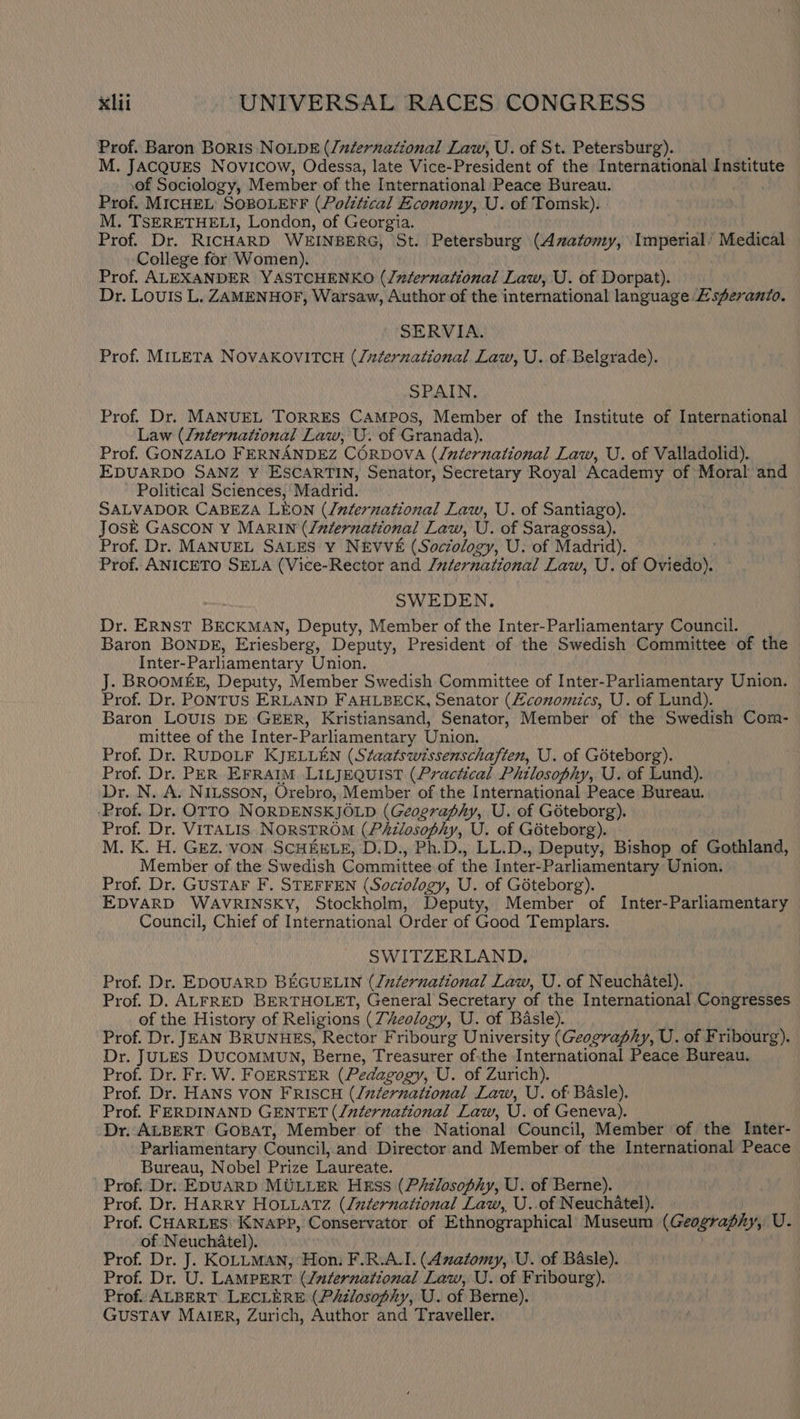 xlii UNIVERSAL RACES CONGRESS
Prof. Baron BORIS NOLDE (International Law, U. of St. Petersburg).
M. JACQUES NOVICOW, Odessa, late Vice-President of the International Institute
of Sociology, Member of the International Peace Bureau.
Prof. MICHEL SOBOLEFF (Political Economy, U. of Tomsk).
M. TSERETHELI, London, of Georgia.
Prof. Dr. RICHARD WEINBERG, St. Petersburg (Anatomy, Imperial Medical
College for Women).
Prof. ALEXANDER YASTCHENKO (International Law, U. of Dorpat).
Dr. LOUIS L. ZAMENHOF, Warsaw, Author of the international language Esperanto.
SERVIA.
Prof. MILETA NOVAKOVITCH (International Law, U. of Belgrade).
SPAIN.
Prof. Dr. MANUEL TORRES CAMPOS, Member of the Institute of International
Law (International Law, U. of Granada).
Prof. GONZALO FERNÁNDEZ CÓRDOVA (International Law, U. of Valladolid).
EDUARDO SANZ Y ESCARTIN, Senator, Secretary Royal Academy of Moral and
Political Sciences, Madrid.
SALVADOR CABEZA LÉON (International Law, U. of Santiago).
JOSÉ GASCON Y MARIN (International Law, U. of Saragossa).
Prof. Dr. MANUEL SALES Y NEVVÉ (Sociology, U. of Madrid).
Prof. ANICETO SELA (Vice-Rector and International Law, U. of Oviedo).
SWEDEN.
Dr. ERNST BECKMAN, Deputy, Member of the Inter-Parliamentary Council.
Baron BONDE, Eriesberg, Deputy, President of the Swedish Committee of the
Inter-Parliamentary Union.
J. BROOMÉE, Deputy, Member Swedish Committee of Inter-Parliamentary Union.
Prof. Dr. PONTUS ERLAND FAHLBECK, Senator (Economics, U. of Lund).
Baron LOUIS DE GEER, Kristiansand, Senator, Member of the Swedish Com-
mittee of the Inter-Parliamentary Union.
Prof. Dr. RUDOLF KJELLÉN (Staatswissenschaften, U. of Göteborg).
Prof. Dr. PER EFRAIM LILJEQUIST (Practical Philosophy, U. of Lund).
Dr. N. A. NILSSON, Örebro, Member of the International Peace Bureau.
Prof. Dr. OTTO NORDENSKJÖLD (Geography, U. of Göteborg).
Prof. Dr. VITALIS NORSTRÖM (Philosophy, U. of Göteborg).
M. K. H. GEZ. VON SCHÉELE, D.D., Ph.D., LL.D., Deputy, Bishop of Gothland,
Member of the Swedish Committee of the Inter-Parliamentary Union.
Prof. Dr. GUSTAF F. STEFFEN (Sociology, U. of Göteborg).
EDVARD WAVRINSKY, Stockholm, Deputy, Member of Inter-Parliamentary
Council, Chief of International Order of Good Templars.
SWITZERLAND.
Prof. Dr. EDOUARD BÉGUELIN (International Law, U. of Neuchâtel).
Prof. D. ALFRED BERTHOLET, General Secretary of the International Congresses
of the History of Religions (Theology, U. of Bâsle).
Prof. Dr. JEAN BRUNHES, Rector Fribourg University (Geography, U. of Fribourg).
Dr. JULES DUCOMMUN, Berne, Treasurer of the International Peace Bureau.
Prof. Dr. Fr. W. FOERSTER (Pedagogy, U. of Zurich).
Prof. Dr. HANS VON FRISCH (International Law, U. of Bâsle).
Prof. FERDINAND GENTET (International Law, U. of Geneva).
Dr. ALBERT GOBAT, Member of the National Council, Member of the Inter-
Parliamentary Council, and Director and Member of the International Peace
Bureau, Nobel Prize Laureate.
Prof. Dr. EDUARD MÜLLER HESS (Philosophy, U. of Berne).
Prof. Dr. HARRY HOLLATZ (International Law, U. of Neuchâtel).
Prof. CHARLES KNAPP, Conservator of Ethnographical Museum (Geography, U.
of Neuchâtel).
Prof. Dr. J. KOLLMAN, Hon. F.R.A.I. (Anatomy, U. of Bâsle).
Prof. Dr. U. LAMPERT (International Law, U. of Fribourg).
Prof. ALBERT LECLÈRE (Philosophy, U. of Berne).
GUSTAV MAIER, Zurich, Author and Traveller.